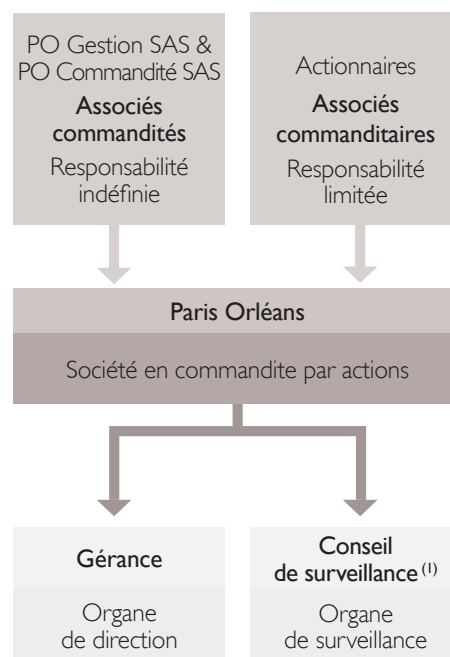 PO Gestion SAS &
PO Commandité SAS
Associés
commandités
Responsabilité
indéfinie
Actionnaires
Associés
commanditaires
Responsabilité
limitée
Paris Orléans
Société en commandite par actions
Gérance
Organe
de direction
Conseil
de surveillance (1)
Organe
de surveillance